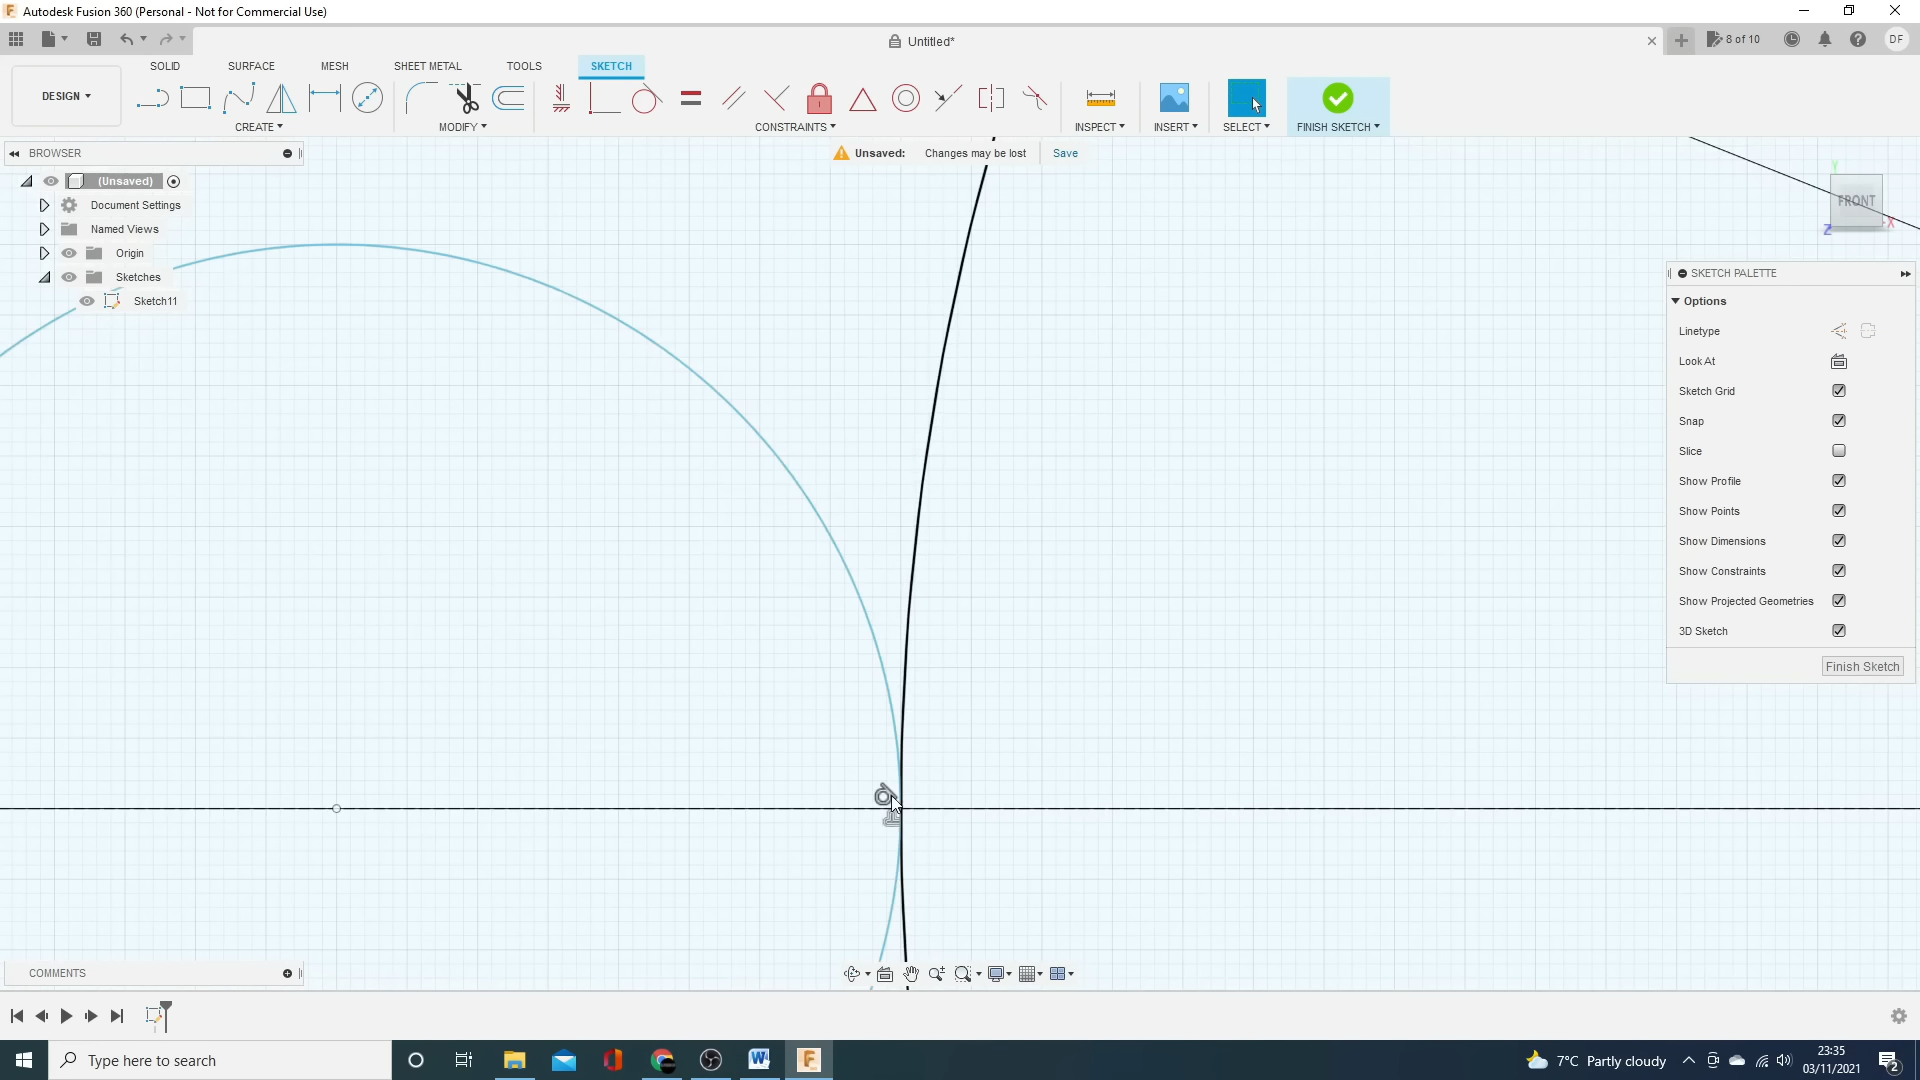 Autodesk Fusion 360 (Personal - Not for Commercial Use)
Untitled*
8 of 10
DF
SOLID SURFACE MESH SHEET METAL TOOLS SKETCH
DESIGN
CREATE MODIFY CONSTRAINTS INSPECT INSERT SELECT FINISH SKETCH
BROWSER
Unsaved: Changes may be lost Save
(Unsaved)
Document Settings
Named Views
Origin
Sketches
Sketch11
Y
FRONT
Z X
SKETCH PALETTE
Options
Linetype
Look At
Sketch Grid
Snap
Slice
Show Profile
Show Points
Show Dimensions
Show Constraints
Show Projected Geometries
3D Sketch
Finish Sketch
COMMENTS
Type here to search
7°C Partly cloudy
23:35
03/11/2021
2